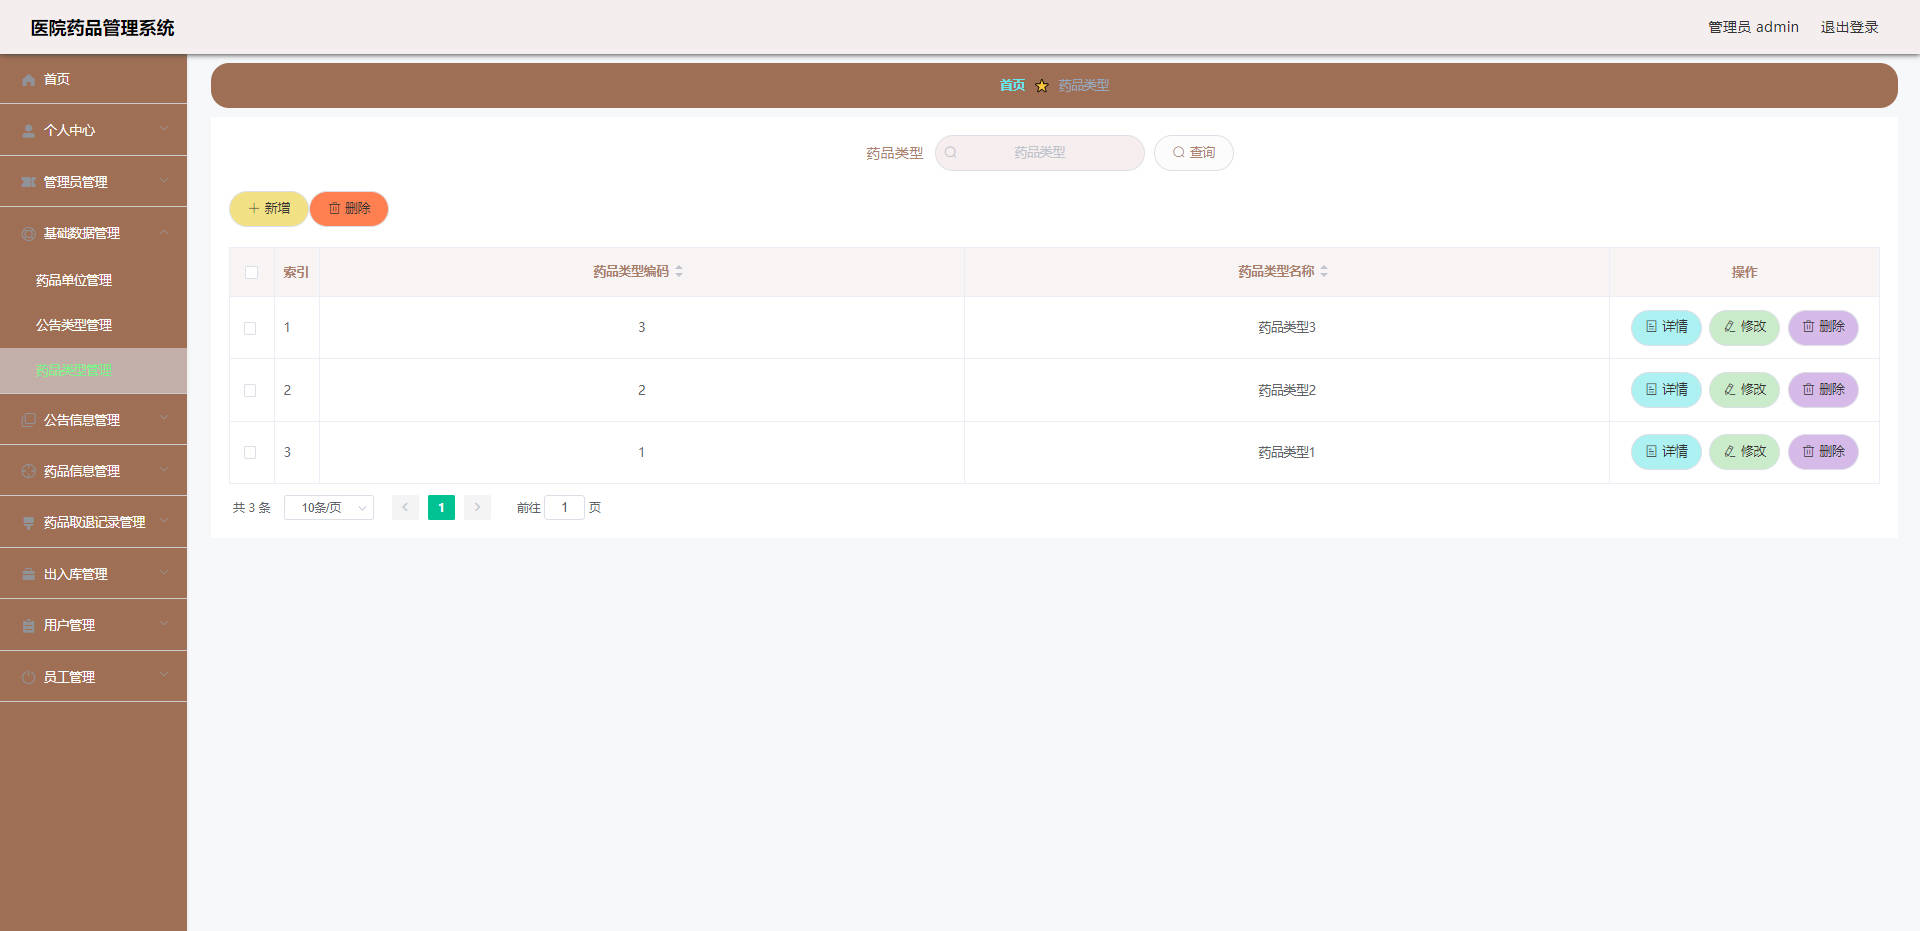 医院药品管理系统
管理员 admin 退出登录
首页
个人中心
管理员管理
基础数据管理
药品单位管理
公告类型管理
药品类型管理
公告信息管理
药品信息管理
药品取退记录管理
出入库管理
用户管理
员工管理
首页 药品类型
药品类型 药品类型 查询
新增 删除
索引 药品类型编码 药品类型名称 操作
1 3 药品类型3 详情 修改 删除
2 2 药品类型2 详情 修改 删除
3 1 药品类型1 详情 修改 删除
共 3 条 10条/页 1 前往 1 页